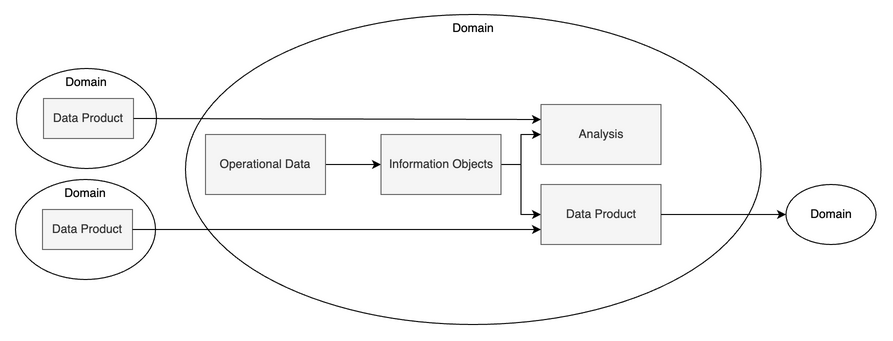 Domain
Domain
Data Product
Analysis
Operational Data
Information Objects
Domain
Data Product
Data Product
Domain